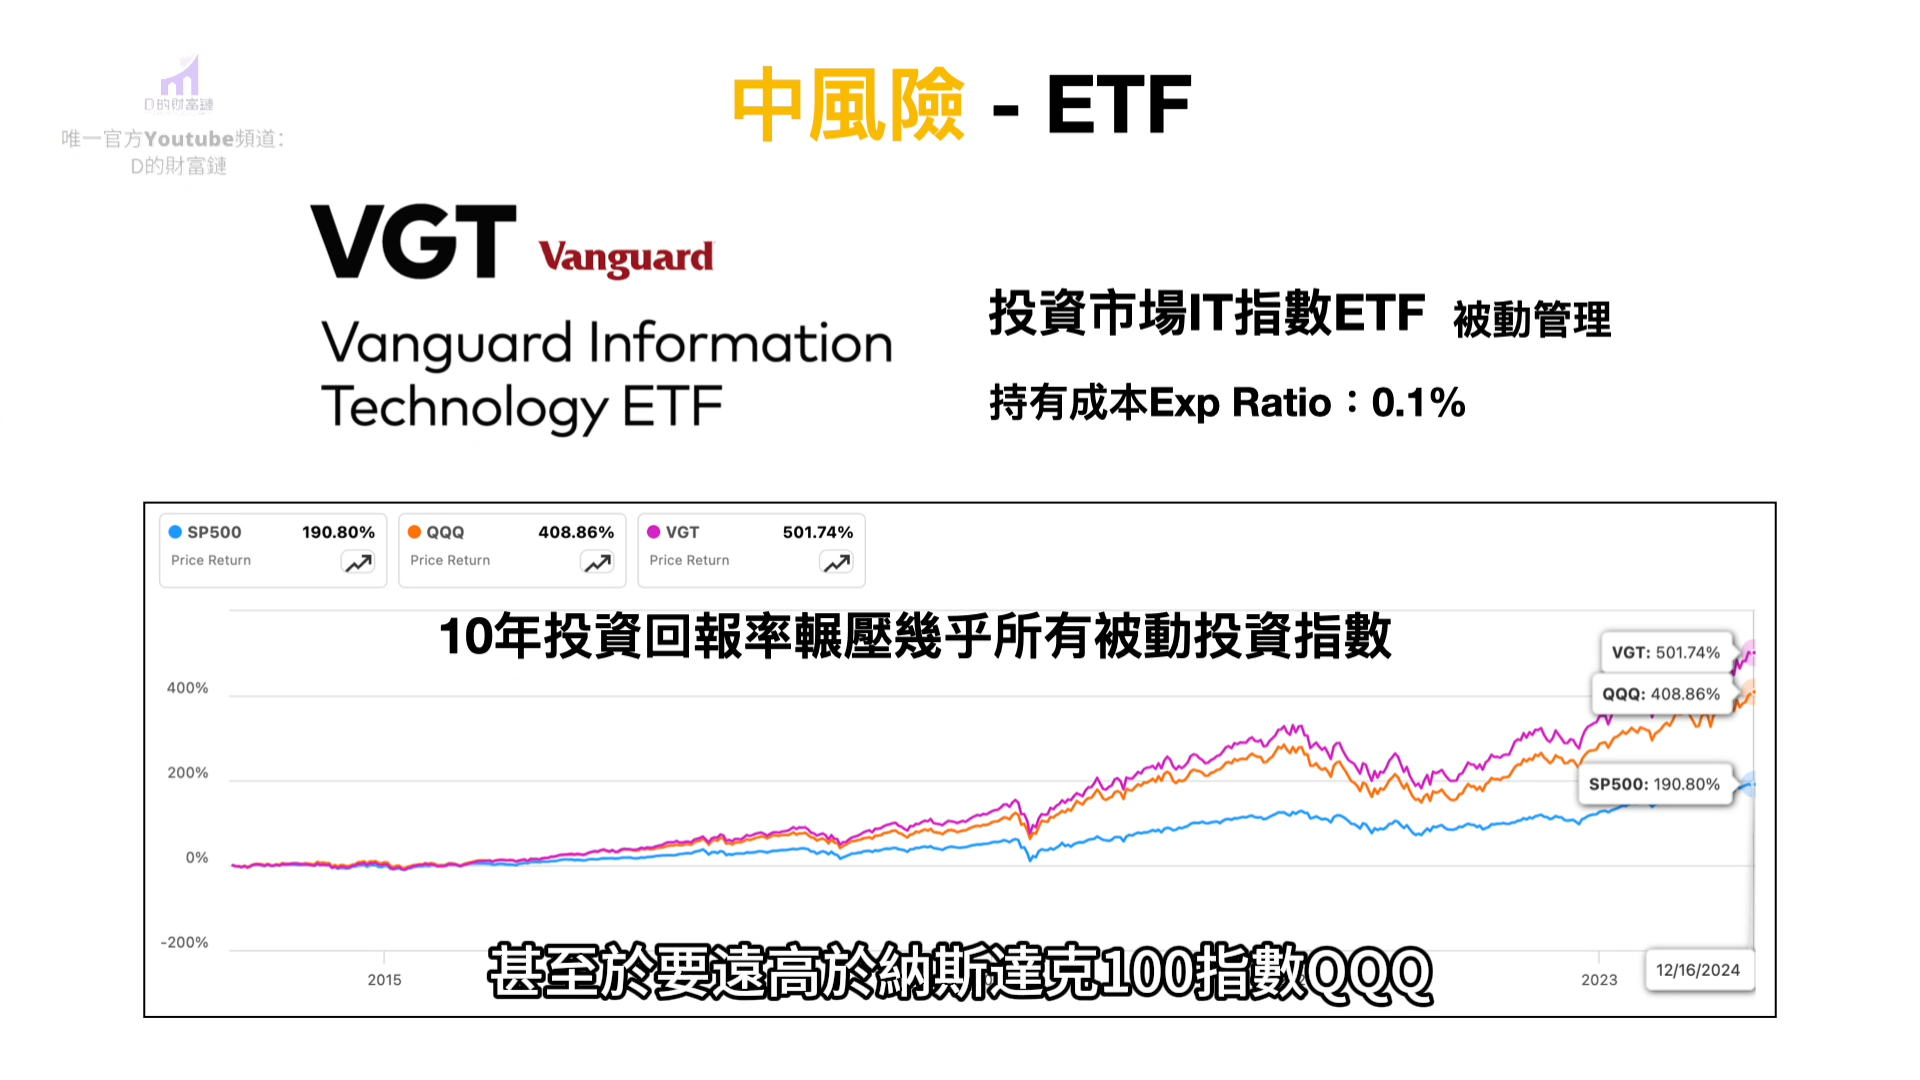 D的財富鏈
唯一官方Youtube頻道:
D的財富鏈
中風險 - ETF
VGT Vanguard
Vanguard Information
Technology ETF
投資市場IT指數ETF 被動管理
持有成本Exp Ratio：0.1%
SP500 190.80%
Price Return
QQQ 408.86%
Price Return
VGT 501.74%
Price Return
10年投資回報率輾壓幾乎所有被動投資指數
VGT: 501.74%
QQQ: 408.86%
SP500: 190.80%
400%
200%
0%
-200%
2015
2023
12/16/2024
甚至於要遠高於納斯達克100指數QQQ